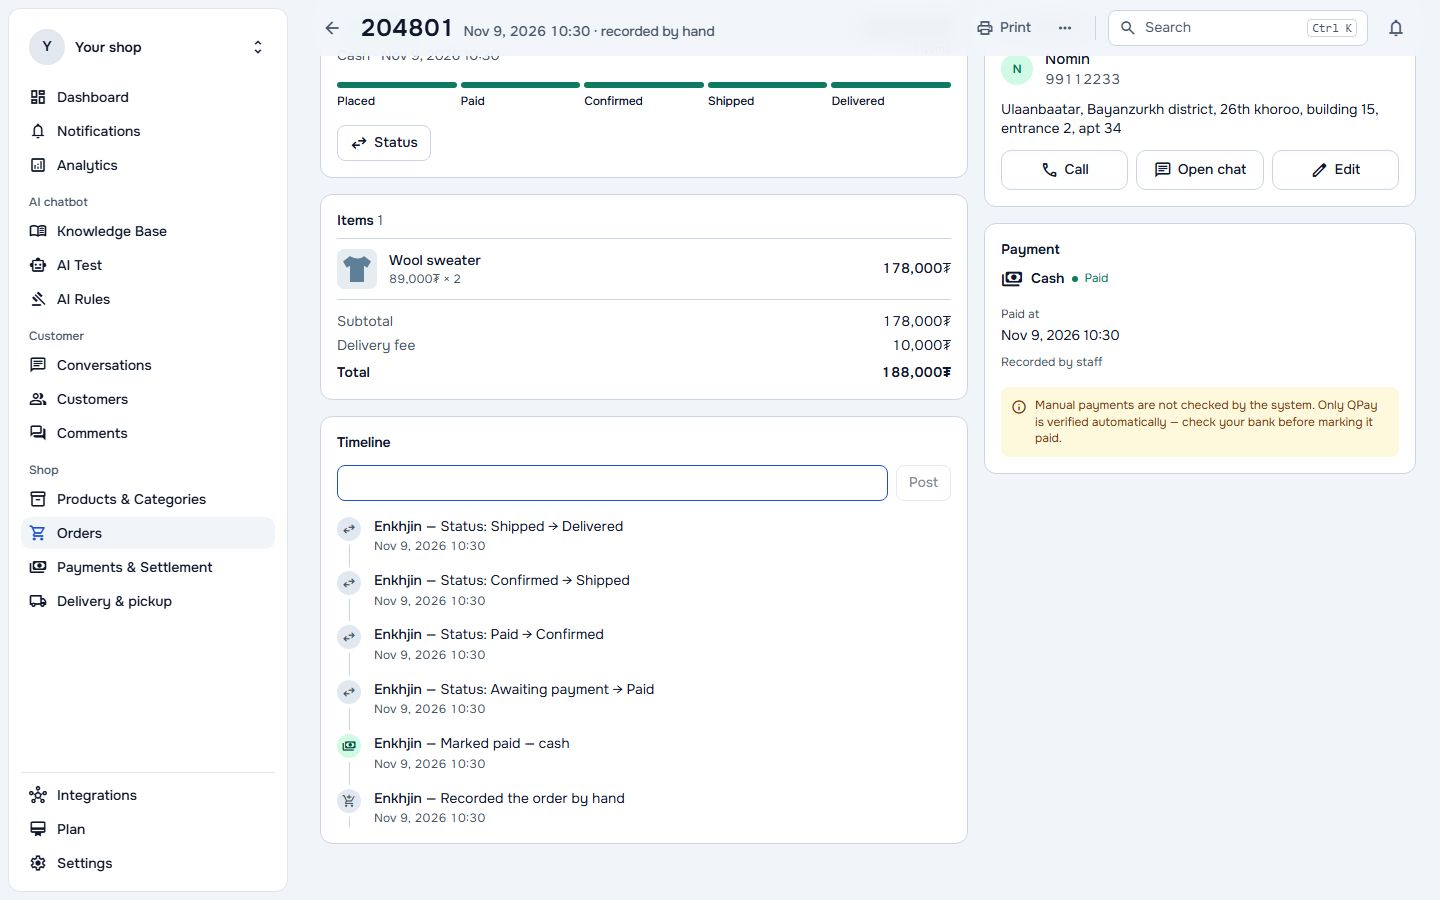 Y
Your shop
Dashboard
Notifications
Analytics
AI chatbot
Knowledge Base
AI Test
AI Rules
Customer
Conversations
Customers
Comments
Shop
Products & Categories
Orders
Payments & Settlement
Delivery & pickup
Integrations
Plan
Settings
204801 Nov 9, 2026 10:30 · recorded by hand
Print
Search
Ctrl K
Cash · Nov 9, 2026 10:30
Placed Paid Confirmed Shipped Delivered
Status
Items 1
Wool sweater
89,000₮ × 2
178,000₮
Subtotal 178,000₮
Delivery fee 10,000₮
Total 188,000₮
Timeline
Post
Enkhjin — Status: Shipped → Delivered
Nov 9, 2026 10:30
Enkhjin — Status: Confirmed → Shipped
Nov 9, 2026 10:30
Enkhjin — Status: Paid → Confirmed
Nov 9, 2026 10:30
Enkhjin — Status: Awaiting payment → Paid
Nov 9, 2026 10:30
Enkhjin — Marked paid — cash
Nov 9, 2026 10:30
Enkhjin — Recorded the order by hand
Nov 9, 2026 10:30
N
Nomin
99112233
Ulaanbaatar, Bayanzurkh district, 26th khoroo, building 15,
entrance 2, apt 34
Call
Open chat
Edit
Payment
Cash Paid
Paid at
Nov 9, 2026 10:30
Recorded by staff
Manual payments are not checked by the system. Only QPay
is verified automatically — check your bank before marking it
paid.